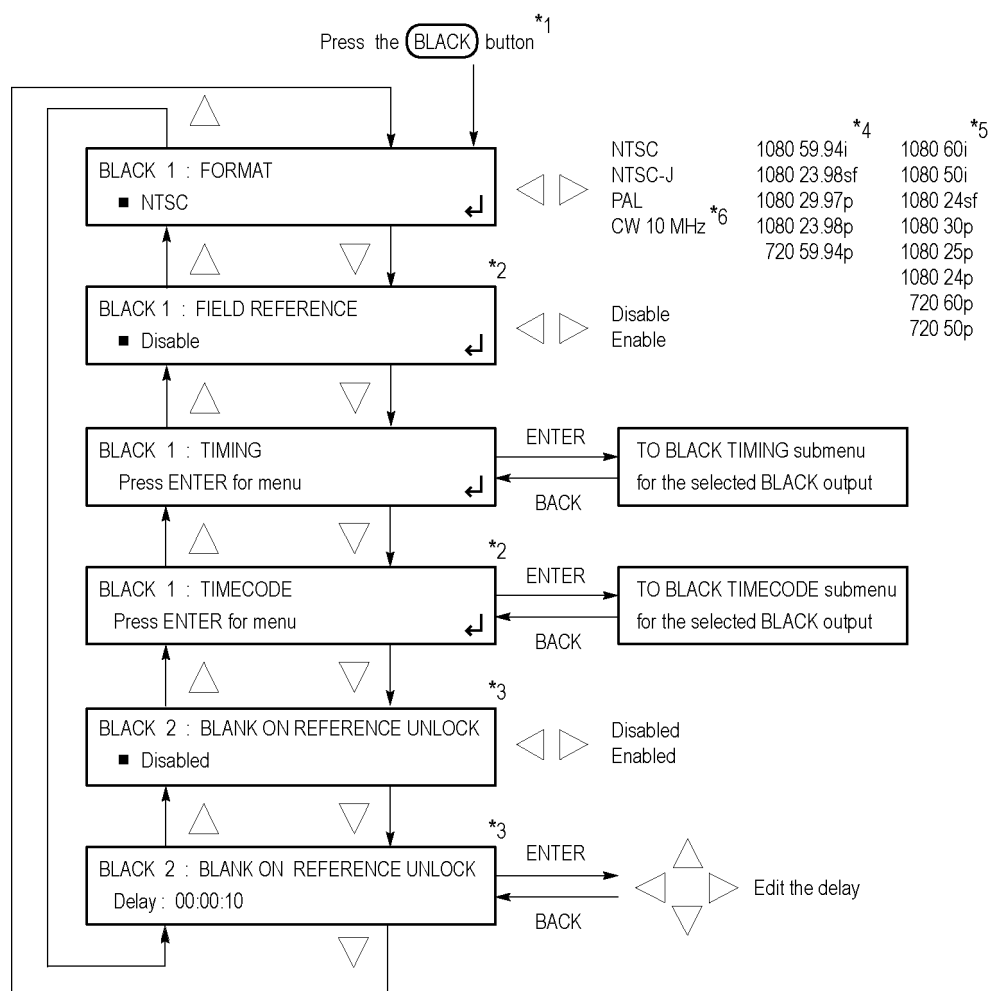 Press the BLACK button *1
BLACK 1 : FORMAT
■ NTSC
NTSC
NTSC-J
PAL
CW 10 MHz *6
*4
1080 59.94i
1080 23.98sf
1080 29.97p
1080 23.98p
720 59.94p
*5
1080 60i
1080 50i
1080 24sf
1080 30p
1080 25p
1080 24p
720 60p
720 50p
*2
BLACK 1 : FIELD REFERENCE
■ Disable
Disable
Enable
BLACK 1 : TIMING
Press ENTER for menu
ENTER
BACK
TO BLACK TIMING submenu
for the selected BLACK output
*2
BLACK 1 : TIMECODE
Press ENTER for menu
ENTER
BACK
TO BLACK TIMECODE submenu
for the selected BLACK output
*3
BLACK 2 : BLANK ON REFERENCE UNLOCK
■ Disabled
Disabled
Enabled
*3
BLACK 2 : BLANK ON REFERENCE UNLOCK
Delay : 00:00:10
ENTER
BACK
Edit the delay